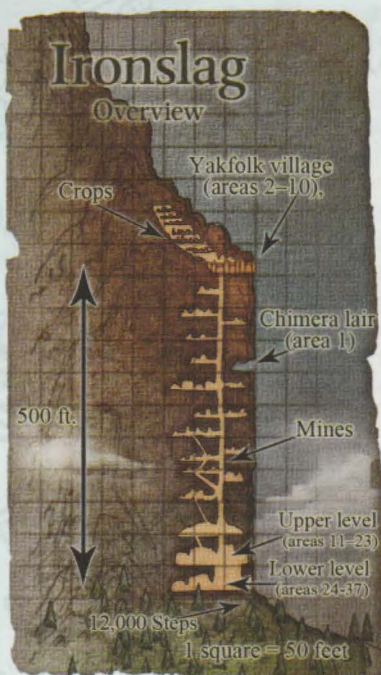 Ironslag
Overview
Yakfolk village
(areas 2–10),
Crops
Chimera lair
(area 1)
500 ft.
Mines
Upper level
(areas 11–23)
Lower level
(areas 24-37)
12,000 Steps
1 square = 50 feet